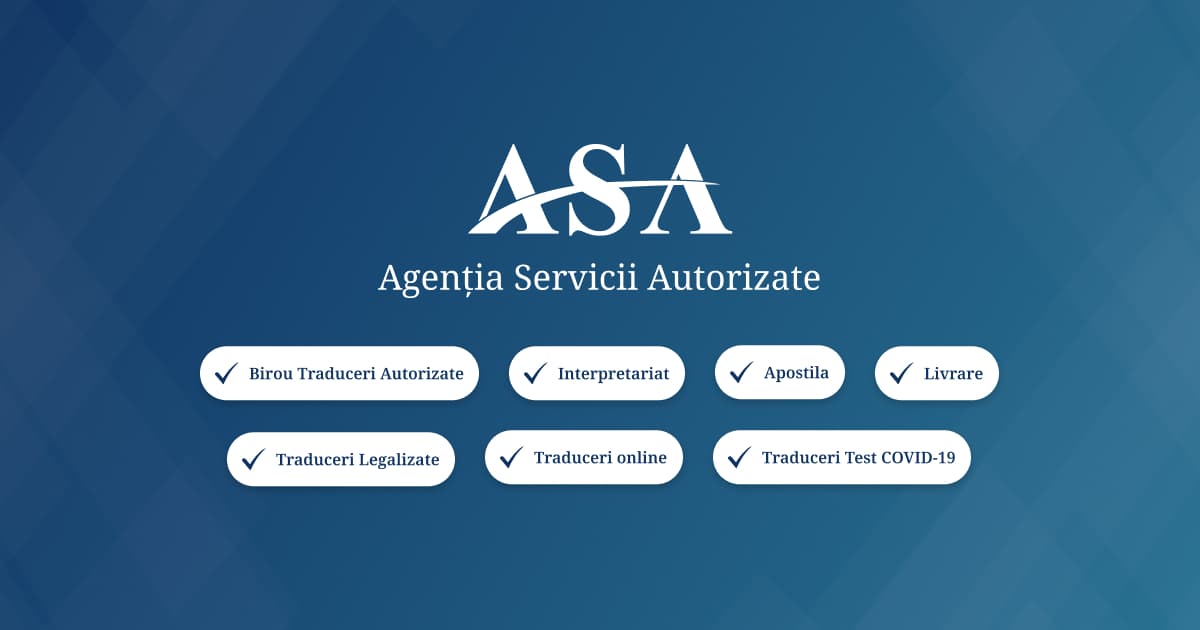 ASA
Agenția Servicii Autorizate
Birou Traduceri Autorizate
Interpretariat
Apostila
Livrare
Traduceri Legalizate
Traduceri online
Traduceri Test COVID-19